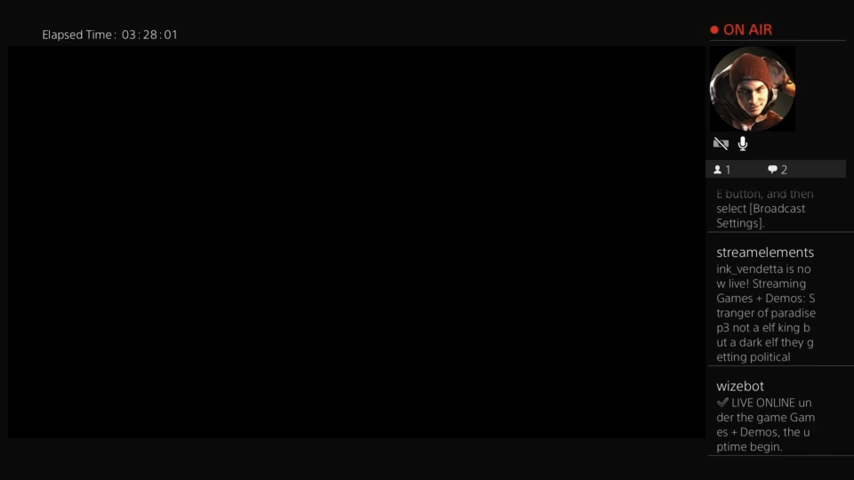 Elapsed Time: 03:28:01
ON AIR
1 2
E button, and then
select [Broadcast
Settings].
streamelements
ink_vendetta is no
w live! Streaming
Games + Demos: S
tranger of paradise
p3 not a elf king b
ut a dark elf they g
etting political
wizebot
✔ LIVE ONLINE un
der the game Gam
es + Demos, the u
ptime begin.